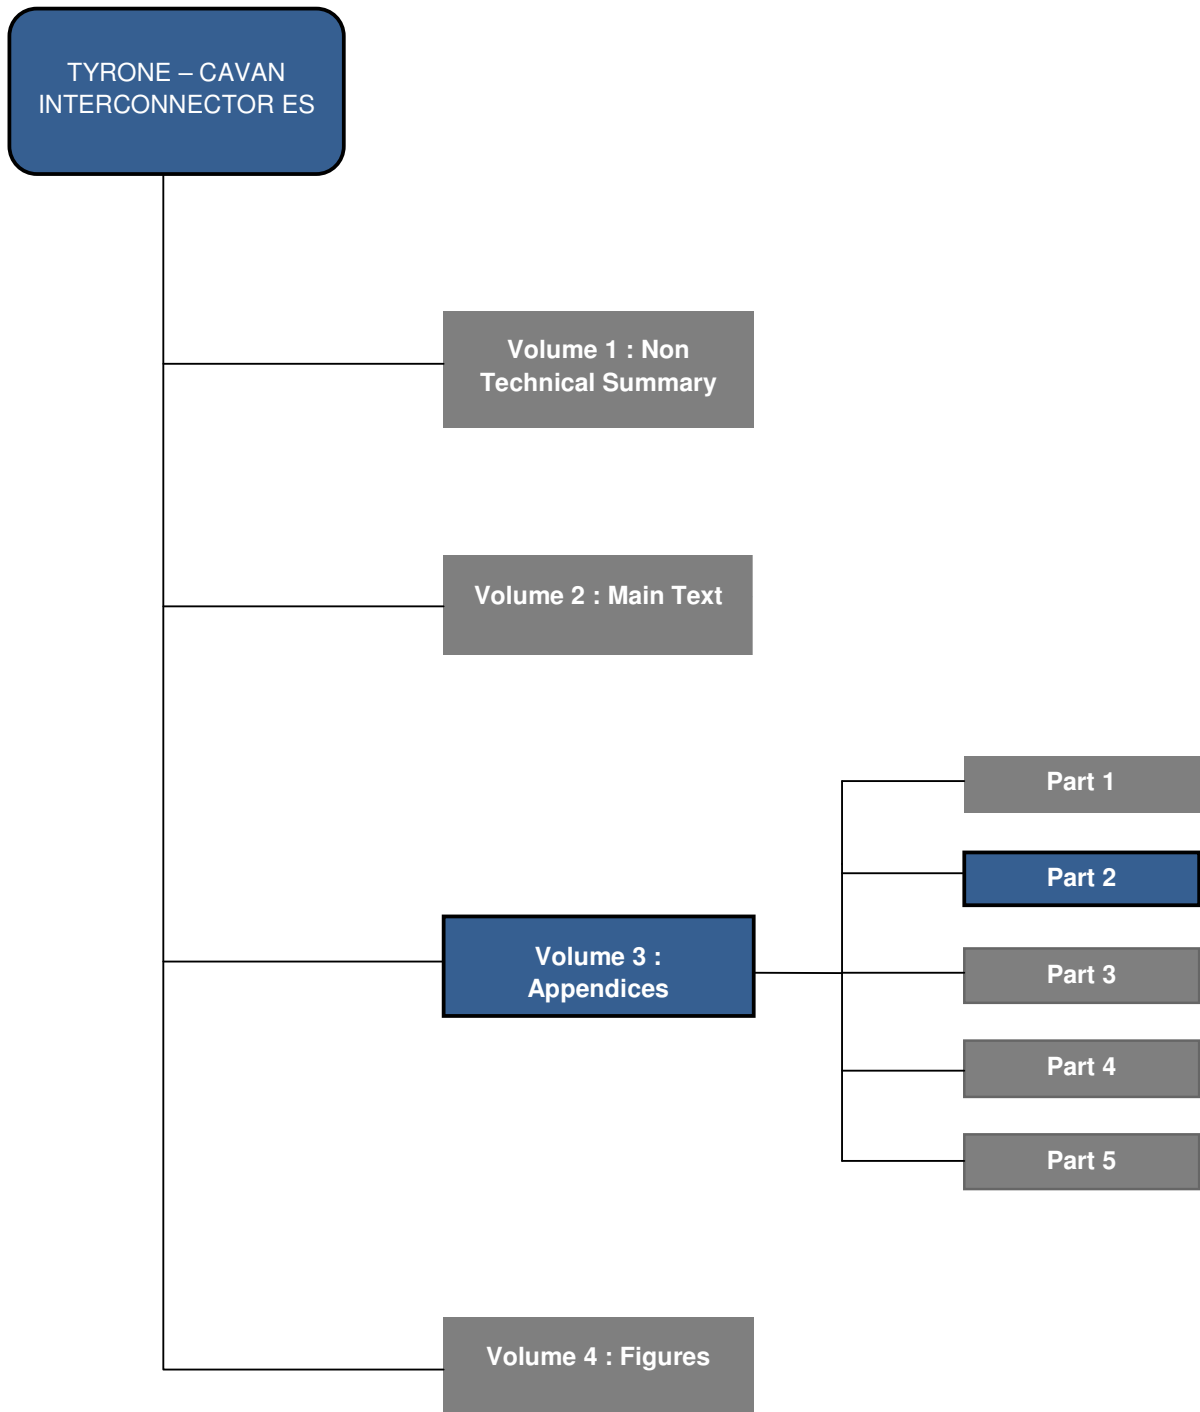 TYRONE – CAVAN
INTERCONNECTOR ES
Volume 1 : Non
Technical Summary
Volume 2 : Main Text
Volume 3 :
Appendices
Part 1
Part 2
Part 3
Part 4
Part 5
Volume 4 : Figures